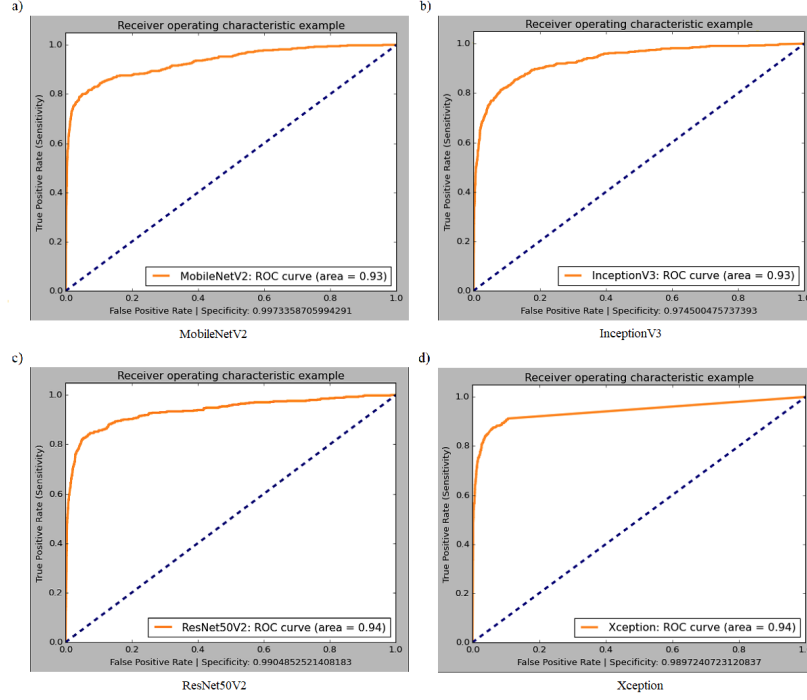 a)
Receiver operating characteristic example
True Positive Rate (Sensitivity)
1.0
0.8
0.6
0.4
0.2
0.0
MobileNetV2: ROC curve (area = 0.93)
0.0 0.2 0.4 0.6 0.8 1.0
False Positive Rate | Specificity: 0.9973358705994291
MobileNetV2
b)
Receiver operating characteristic example
True Positive Rate (Sensitivity)
1.0
0.8
0.6
0.4
0.2
0.0
InceptionV3: ROC curve (area = 0.93)
0.0 0.2 0.4 0.6 0.8 1.0
False Positive Rate | Specificity: 0.974500475737393
InceptionV3
c)
Receiver operating characteristic example
True Positive Rate (Sensitivity)
1.0
0.8
0.6
0.4
0.2
0.0
ResNet50V2: ROC curve (area = 0.94)
0.0 0.2 0.4 0.6 0.8 1.0
False Positive Rate | Specificity: 0.9904852521408183
ResNet50V2
d)
Receiver operating characteristic example
True Positive Rate (Sensitivity)
1.0
0.8
0.6
0.4
0.2
0.0
Xception: ROC curve (area = 0.94)
0.0 0.2 0.4 0.6 0.8 1.0
False Positive Rate | Specificity: 0.9897240723120837
Xception